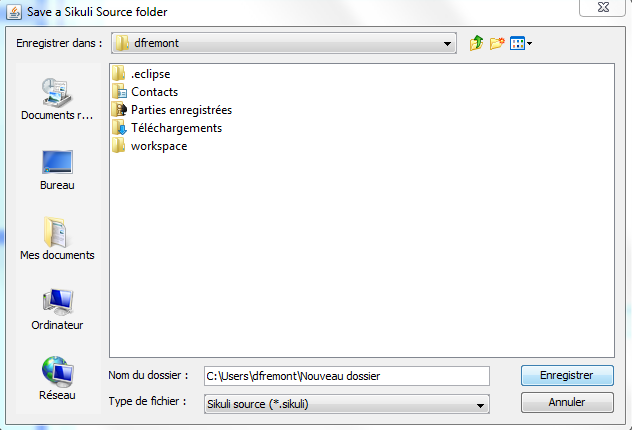 Save a Sikuli Source folder
Enregistrer dans :
dfremont
.eclipse
Contacts
Parties enregistrées
Téléchargements
workspace
Documents r...
Bureau
Mes documents
Ordinateur
Réseau
Nom du dossier :
C:\Users\dfremont\Nouveau dossier
Enregistrer
Type de fichier :
Sikuli source (*.sikuli)
Annuler